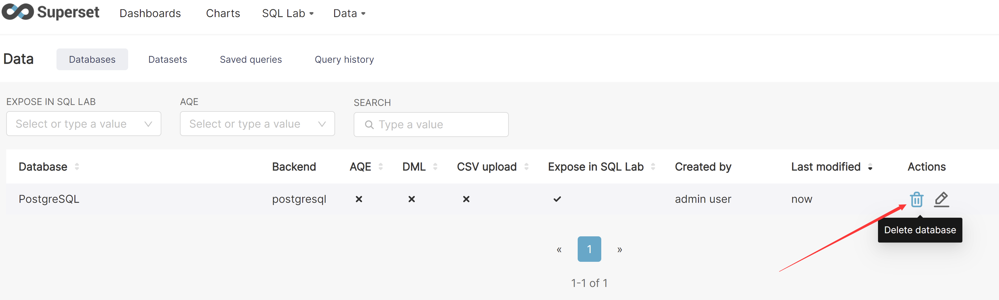 Superset Dashboards Charts SQL Lab Data
Data Databases Datasets Saved queries Query history
EXPOSE IN SQL LAB AQE SEARCH
Select or type a value Select or type a value Type a value
Database Backend AQE DML CSV upload Expose in SQL Lab Created by Last modified Actions
PostgreSQL postgresql admin user now
Delete database
« 1 »
1-1 of 1